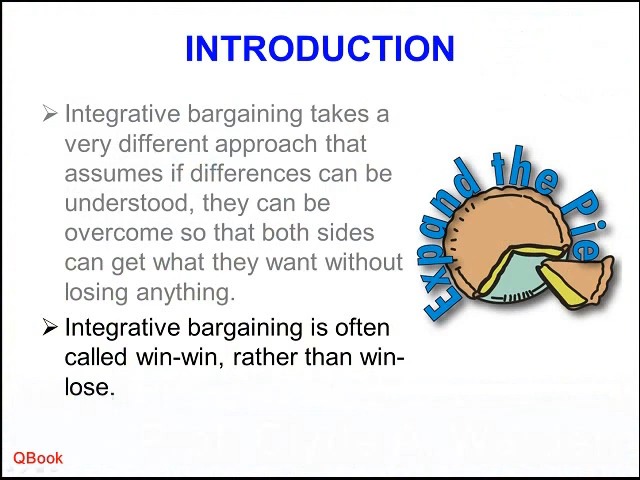 INTRODUCTION
Integrative bargaining takes a
very different approach that
assumes if differences can be
understood, they can be
overcome so that both sides
can get what they want without
losing anything.
Integrative bargaining is often
called win-win, rather than win-
lose.
Expand the Pie
QBook